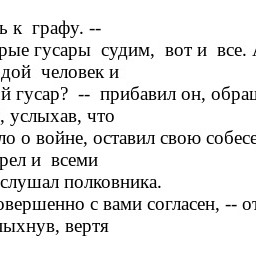 ь к графу. --
рые гусары судим, вот и все. А
дой человек и
й гусар? -- прибавил он, обращ
, услыхав, что
ло о войне, оставил свою собесе
рел и всеми
слушал полковника.
овершенно с вами согласен, -- от
ыхнув, вертя